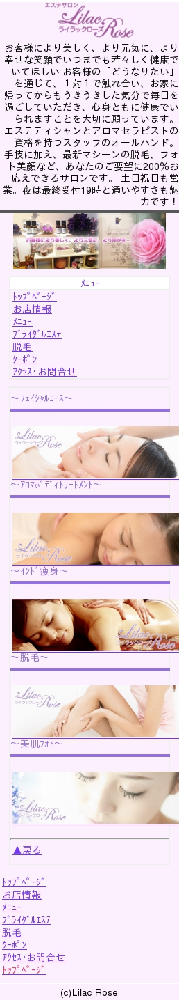 エステサロン
Lilac
ライラックローズ Rose
お客様により美しく、より元気に、より
幸せな笑顔でいつまでも若々しく健康で
いてほしい お客様の「どうなりたい」
を通じて、１対１で触れ合い、お家に
帰ってからもうきうきした気分で毎日を
過ごしていただき、心身ともに健康でい
られますことを大切に願っています。
エステティシャンとアロマセラピストの
資格を持つスタッフのオールハンド。
手技に加え、最新マシーンの脱毛、フォ
ト美顔など、あなたのご要望に200％お
応えできるサロンです。 土日祝日も営
業。夜は最終受付19時と通いやすさも魅
力です！
お客様により美しく、より元気に、より幸せを…
ﾒﾆｭｰ
ﾄｯﾌﾟﾍﾟｰｼﾞ
お店情報
ﾒﾆｭｰ
ﾌﾞﾗｲﾀﾞﾙｴｽﾃ
脱毛
ｸｰﾎﾟﾝ
ｱｸｾｽ･お問合せ
～ﾌｪｲｼｬﾙｺｰｽ～
Lilac
ライラックローズ Rose
～ｱﾛﾏﾎﾞﾃﾞｨﾄﾘｰﾄﾒﾝﾄ～
Lilac
ライラックローズ Rose
～ｲﾝﾄﾞ痩身～
Lilac
ライラックローズ Rose
～脱毛～
Lilac
ライラックローズ Rose
～美肌ﾌｫﾄ～
Lilac
ライラックローズ Rose
▲戻る
ﾄｯﾌﾟﾍﾟｰｼﾞ
お店情報
ﾒﾆｭｰ
ﾌﾞﾗｲﾀﾞﾙｴｽﾃ
脱毛
ｸｰﾎﾟﾝ
ｱｸｾｽ･お問合せ
ﾄｯﾌﾟﾍﾟｰｼﾞ
(c)Lilac Rose